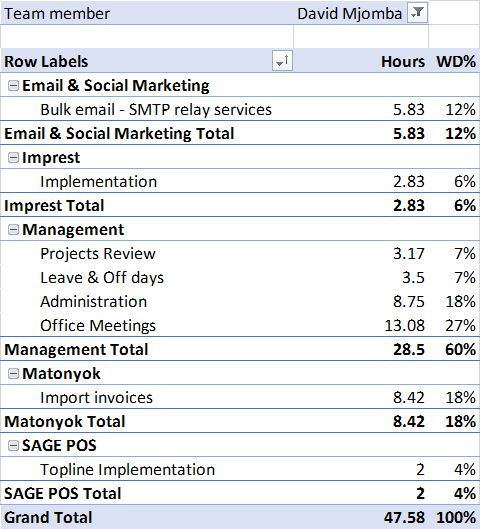 Team member David Mjomba
Row Labels Hours WD%
Email & Social Marketing
Bulk email - SMTP relay services 5.83 12%
Email & Social Marketing Total 5.83 12%
Imprest
Implementation 2.83 6%
Imprest Total 2.83 6%
Management
Projects Review 3.17 7%
Leave & Off days 3.5 7%
Administration 8.75 18%
Office Meetings 13.08 27%
Management Total 28.5 60%
Matonyok
Import invoices 8.42 18%
Matonyok Total 8.42 18%
SAGE POS
Topline Implementation 2 4%
SAGE POS Total 2 4%
Grand Total 47.58 100%